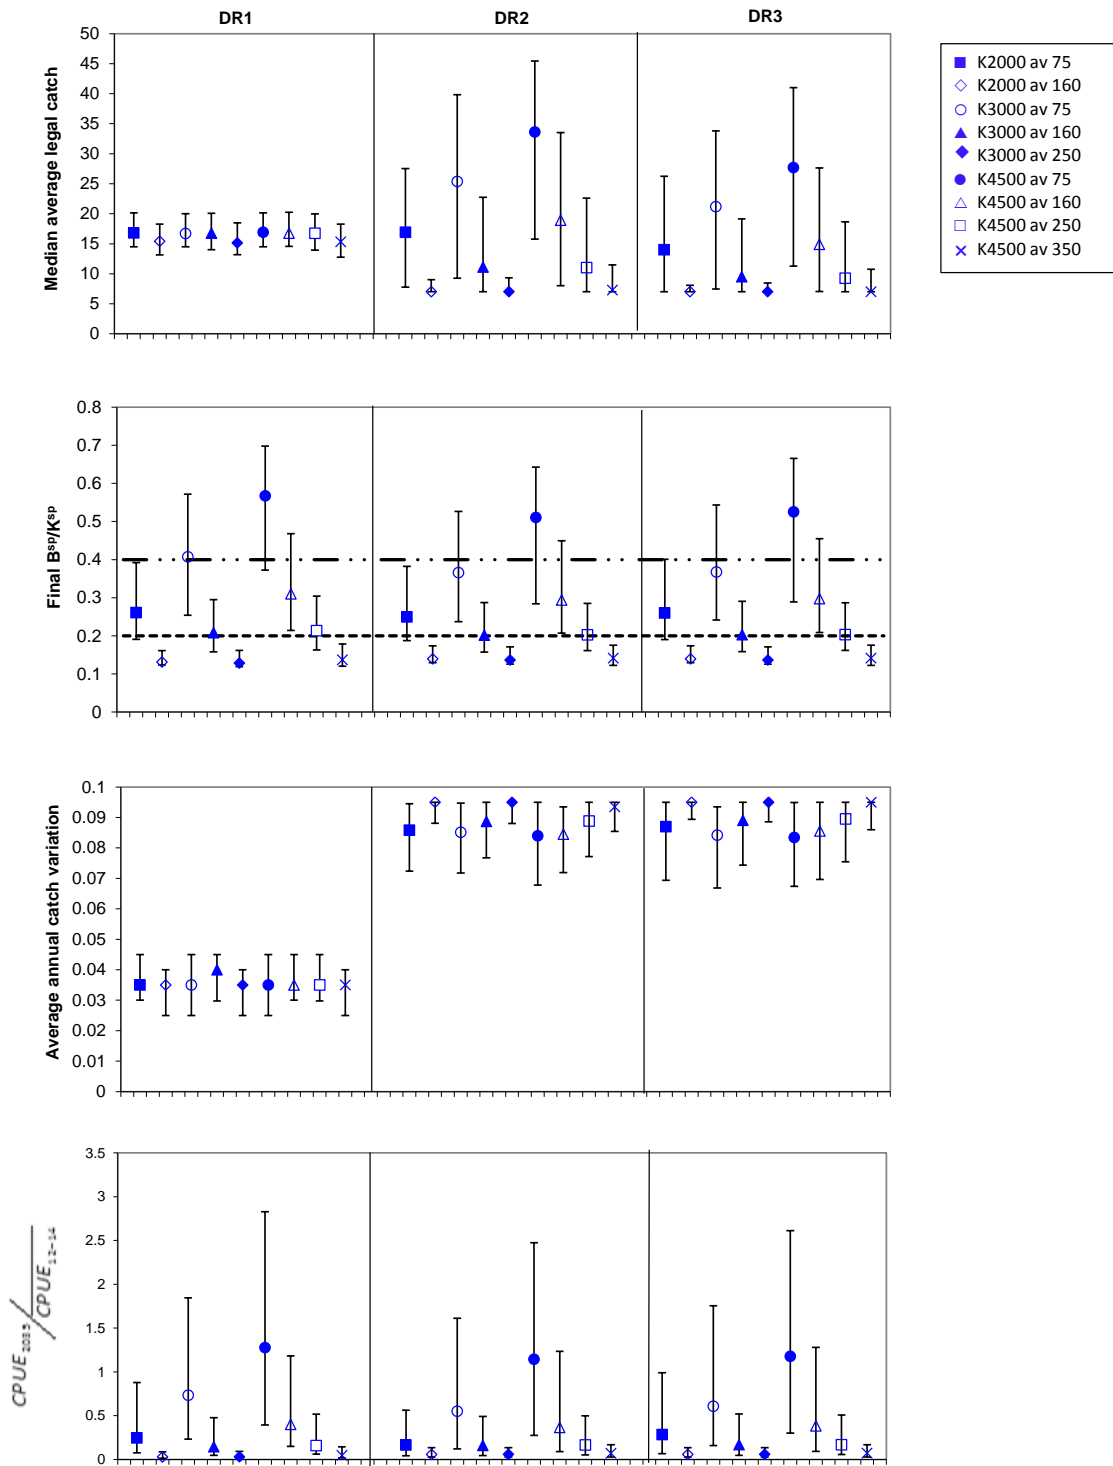 DR1 DR2 DR3
Median average legal catch
50
45
40
35
30
25
20
15
10
5
0
K2000 av 75
K2000 av 160
K3000 av 75
K3000 av 160
K3000 av 250
K4500 av 75
K4500 av 160
K4500 av 250
K4500 av 350
Final B^sp/K^sp
0.8
0.7
0.6
0.5
0.4
0.3
0.2
0.1
0
Average annual catch variation
0.1
0.09
0.08
0.07
0.06
0.05
0.04
0.03
0.02
0.01
0
CPUE_2035/CPUE_12-14
3.5
3
2.5
2
1.5
1
0.5
0